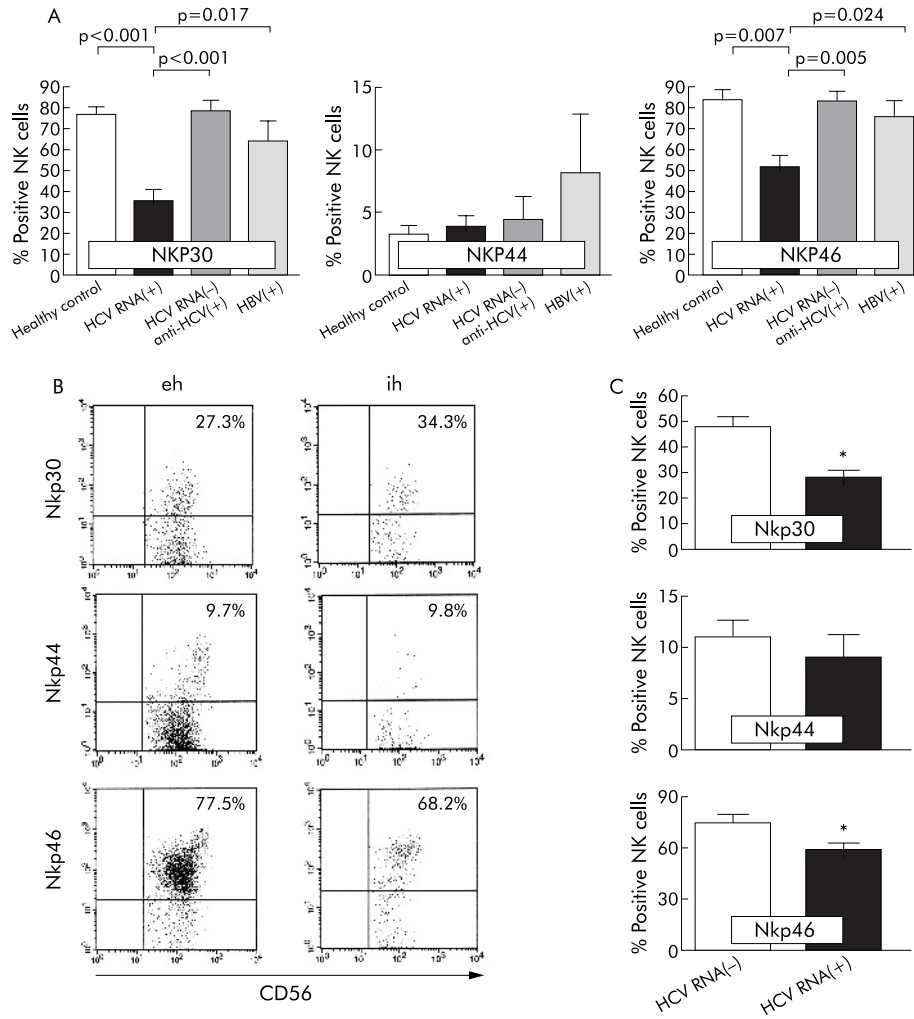 A
p=0.017
p<0.001
p<0.001
% Positive NK cells
90
80
70
60
50
40
30
20
10
0
NKP30
Healthy control
HCV RNA(+)
HCV RNA(–)
anti-HCV(+)
HBV(+)
% Positive NK cells
15
10
5
0
NKP44
Healthy control
HCV RNA(+)
HCV RNA(–)
anti-HCV(+)
HBV(+)
p=0.024
p=0.007
p=0.005
% Positive NK cells
90
80
70
60
50
40
30
20
10
0
NKP46
Healthy control
HCV RNA(+)
HCV RNA(–)
anti-HCV(+)
HBV(+)
B
eh
ih
Nkp30
27.3%
34.3%
Nkp44
9.7%
9.8%
Nkp46
77.5%
68.2%
CD56
C
% Positive NK cells
60
50
40
30
20
10
0
*
Nkp30
% Positive NK cells
15
10
5
0
Nkp44
% Positive NK cells
90
60
30
0
*
Nkp46
HCV RNA(–)
HCV RNA(+)